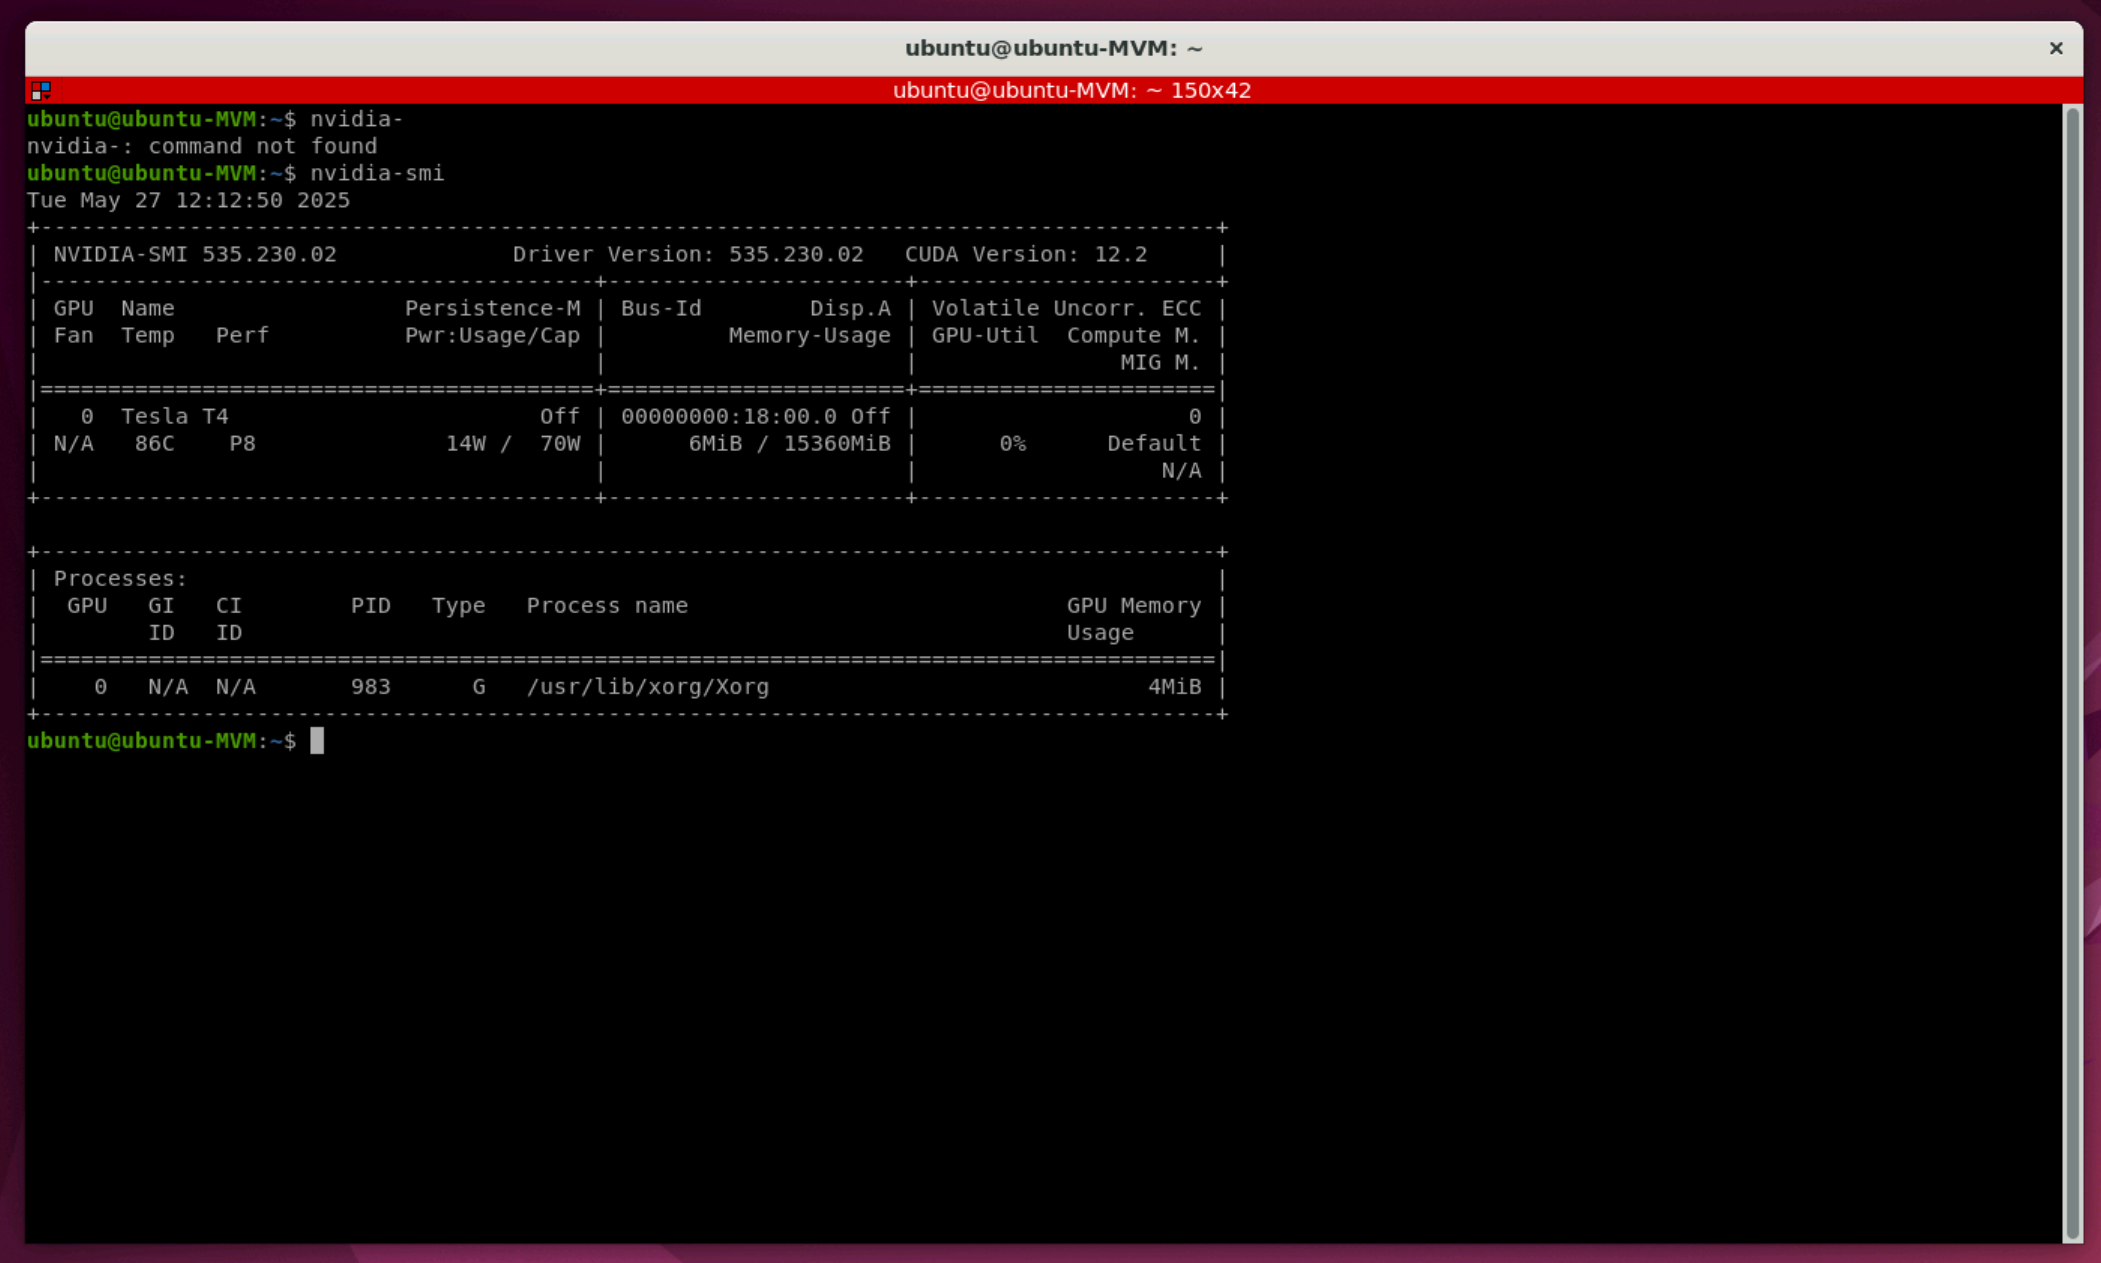 ubuntu@ubuntu-MVM: ~ ×
ubuntu@ubuntu-MVM: ~ 150x42
ubuntu@ubuntu-MVM:~$ nvidia-
nvidia-: command not found
ubuntu@ubuntu-MVM:~$ nvidia-smi
Tue May 27 12:12:50 2025
+---------------------------------------------------------------------------------------+
| NVIDIA-SMI 535.230.02             Driver Version: 535.230.02   CUDA Version: 12.2     |
|-----------------------------------------+----------------------+----------------------+
| GPU  Name                 Persistence-M | Bus-Id        Disp.A | Volatile Uncorr. ECC |
| Fan  Temp   Perf          Pwr:Usage/Cap |         Memory-Usage | GPU-Util  Compute M. |
|                                         |                      |               MIG M. |
|=========================================+======================+======================|
|   0  Tesla T4                       Off | 00000000:18:00.0 Off |                    0 |
| N/A   86C    P8              14W /  70W |      6MiB / 15360MiB |      0%      Default |
|                                         |                      |                  N/A |
+-----------------------------------------+----------------------+----------------------+
+---------------------------------------------------------------------------------------+
| Processes:                                                                            |
|  GPU   GI   CI        PID   Type   Process name                            GPU Memory |
|        ID   ID                                                             Usage      |
|=======================================================================================|
|    0   N/A  N/A       983      G   /usr/lib/xorg/Xorg                            4MiB |
+---------------------------------------------------------------------------------------+
ubuntu@ubuntu-MVM:~$